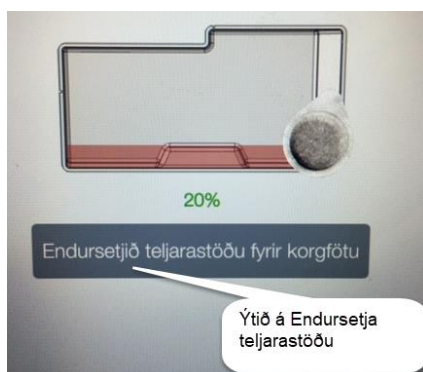 20%
Endursetjið teljarastöðu fyrir korgfötu
Ýtið á Endursetja
teljarastöðu